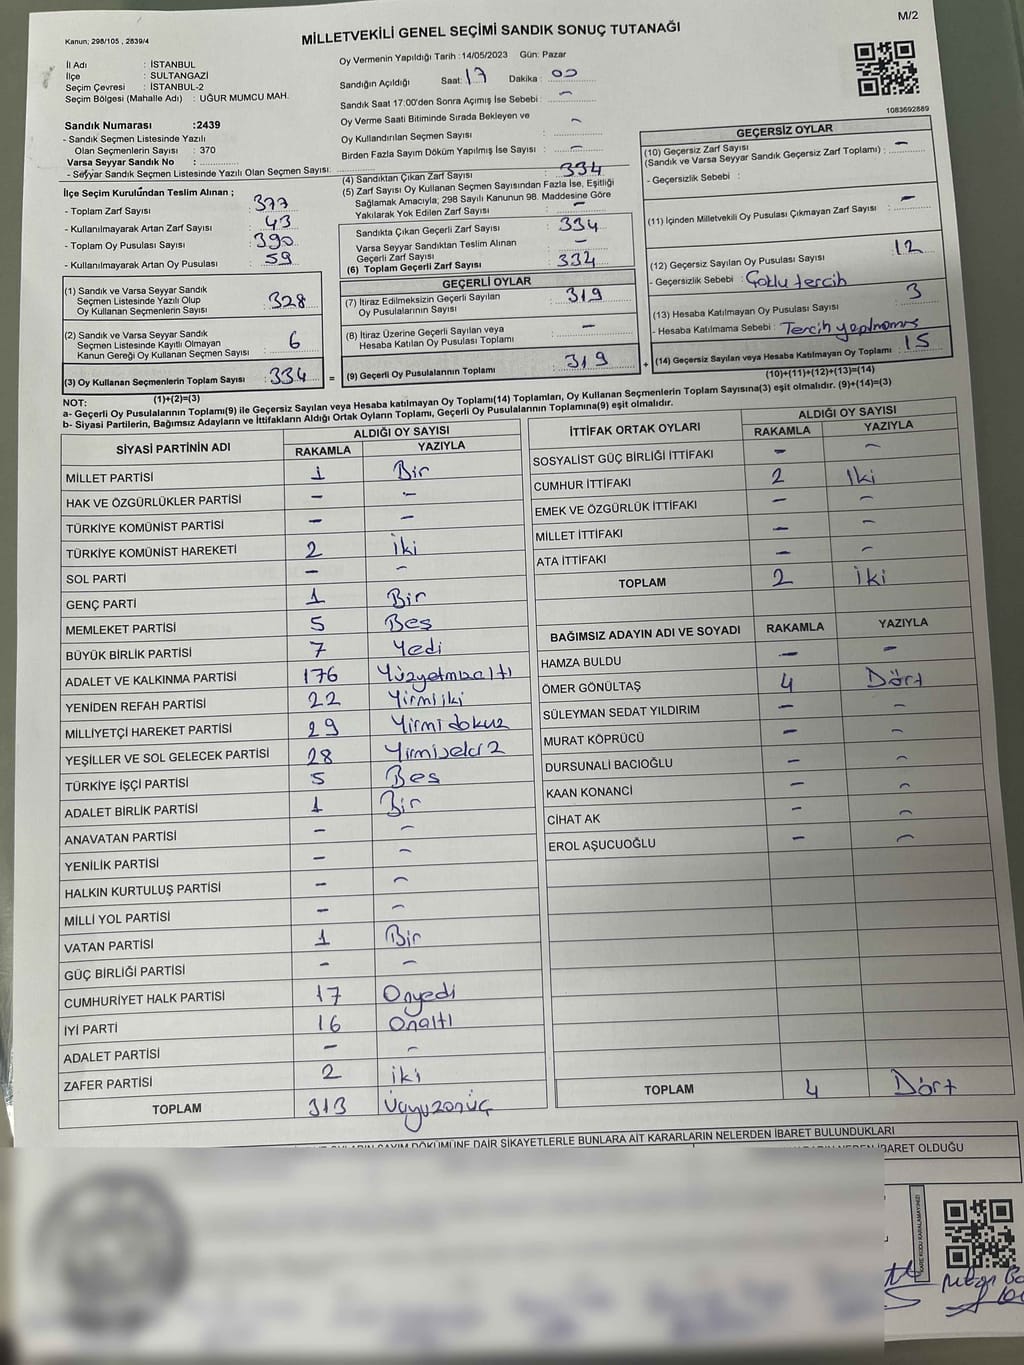 M/2
Kanun; 298/105 , 2839/4
MİLLETVEKİLİ GENEL SEÇİMİ SANDIK SONUÇ TUTANAĞI
İl Adı : İSTANBUL
İlçe : SULTANGAZİ
Seçim Çevresi : İSTANBUL-2
Seçim Bölgesi (Mahalle Adı) : UĞUR MUMCU MAH.
Sandık Numarası :2439
- Sandık Seçmen Listesinde Yazılı
Olan Seçmenlerin Sayısı : 370
Varsa Seyyar Sandık No :
- Seyyar Sandık Seçmen Listesinde Yazılı Olan Seçmen Sayısı:
Oy Vermenin Yapıldığı Tarih : 14/05/2023 Gün: Pazar
Sandığın Açıldığı Saat: 17 Dakika : 00
Sandık Saat 17:00'den Sonra Açımış İse Sebebi : -
Oy Verme Saati Bitiminde Sırada Bekleyen ve
Oy Kullandırılan Seçmen Sayısı : -
Birden Fazla Sayım Döküm Yapılmış İse Sayısı : -
1083692889
İlçe Seçim Kurulundan Teslim Alınan ;
- Toplam Zarf Sayısı : 377
- Kullanılmayarak Artan Zarf Sayısı : 43
- Toplam Oy Pusulası Sayısı : 390
- Kullanılmayarak Artan Oy Pusulası : 59
(1) Sandık ve Varsa Seyyar Sandık
Seçmen Listesinde Yazılı Olup
Oy Kullanan Seçmenlerin Sayısı : 328
(2) Sandık ve Varsa Seyyar Sandık
Seçmen Listesinde Kayıtlı Olmayan
Kanun Gereği Oy Kullanan Seçmen Sayısı : 6
(3) Oy Kullanan Seçmenlerin Toplam Sayısı : 334 =
(1)+(2)=(3)
(4) Sandıktan Çıkan Zarf Sayısı : 334
(5) Zarf Sayısı Oy Kullanan Seçmen Sayısından Fazla İse, Eşitliği
Sağlamak Amacıyla; 298 Sayılı Kanunun 98. Maddesine Göre
Yakılarak Yok Edilen Zarf Sayısı : -
Sandıkta Çıkan Geçerli Zarf Sayısı : 334
Varsa Seyyar Sandıktan Teslim Alınan
Geçerli Zarf Sayısı : -
(6) Toplam Geçerli Zarf Sayısı : 334
GEÇERLİ OYLAR
(7) İtiraz Edilmeksizin Geçerli Sayılan
Oy Pusulalarının Sayısı : 319
(8) İtiraz Üzerine Geçerli Sayılan veya
Hesaba Katılan Oy Pusulası Toplamı : -
(9) Geçerli Oy Pusulalarının Toplamı : 319 +
GEÇERSİZ OYLAR
(10) Geçersiz Zarf Sayısı
(Sandık ve Varsa Seyyar Sandık Geçersiz Zarf Toplamı) : -
- Geçersizlik Sebebi :
(11) İçinden Milletvekili Oy Pusulası Çıkmayan Zarf Sayısı : -
(12) Geçersiz Sayılan Oy Pusulası Sayısı : 12
- Geçersizlik Sebebi : Çoklu tercih
(13) Hesaba Katılmayan Oy Pusulası Sayısı : 3
- Hesaba Katılmama Sebebi : Tercih yapılmamış
(14) Geçersiz Sayılan veya Hesaba Katılmayan Oy Toplamı : 15
(10)+(11)+(12)+(13)=(14)
NOT:
a- Geçerli Oy Pusulalarının Toplamı(9) ile Geçersiz Sayılan veya Hesaba katılmayan Oy Toplamı(14) Toplamları, Oy Kullanan Seçmenlerin Toplam Sayısına(3) eşit olmalıdır. (9)+(14)=(3)
b- Siyasi Partilerin, Bağımsız Adayların ve İttifakların Aldığı Ortak Oyların Toplamı, Geçerli Oy Pusulalarının Toplamına(9) eşit olmalıdır.
SİYASİ PARTİNİN ADI ALDIĞI OY SAYISI
RAKAMLA YAZIYLA
MİLLET PARTİSİ 1 Bir
HAK VE ÖZGÜRLÜKLER PARTİSİ - -
TÜRKİYE KOMÜNİST PARTİSİ - -
TÜRKİYE KOMÜNİST HAREKETİ 2 İki
SOL PARTİ - -
GENÇ PARTİ 1 Bir
MEMLEKET PARTİSİ 5 Beş
BÜYÜK BİRLİK PARTİSİ 7 Yedi
ADALET VE KALKINMA PARTİSİ 176 Yüzyetmişaltı
YENİDEN REFAH PARTİSİ 22 Yirmiiki
MİLLİYETÇİ HAREKET PARTİSİ 29 Yirmidokuz
YEŞİLLER VE SOL GELECEK PARTİSİ 28 Yirmisekiz
TÜRKİYE İŞÇİ PARTİSİ 5 Beş
ADALET BİRLİK PARTİSİ 1 Bir
ANAVATAN PARTİSİ - -
YENİLİK PARTİSİ - -
HALKIN KURTULUŞ PARTİSİ - -
MİLLİ YOL PARTİSİ - -
VATAN PARTİSİ 1 Bir
GÜÇ BİRLİĞİ PARTİSİ - -
CUMHURİYET HALK PARTİSİ 17 Onyedi
İYİ PARTİ 16 Onaltı
ADALET PARTİSİ - -
ZAFER PARTİSİ 2 İki
TOPLAM 313 Üçyüzonüç
İTTİFAK ORTAK OYLARI ALDIĞI OY SAYISI
RAKAMLA YAZIYLA
SOSYALİST GÜÇ BİRLİĞİ İTTİFAKI - -
CUMHUR İTTİFAKI 2 İki
EMEK VE ÖZGÜRLÜK İTTİFAKI - -
MİLLET İTTİFAKI - -
ATA İTTİFAKI - -
TOPLAM 2 İki
BAĞIMSIZ ADAYIN ADI VE SOYADI RAKAMLA YAZIYLA
HAMZA BULDU - -
ÖMER GÖNÜLTAŞ 4 Dört
SÜLEYMAN SEDAT YILDIRIM - -
MURAT KÖPRÜCÜ - -
DURSUNALİ BACIOĞLU - -
KAAN KONANCİ - -
CİHAT AK - -
EROL AŞUCUOĞLU - -
TOPLAM 4 Dört
SAYIM DÖKÜMÜNE DAİR ŞİKAYETLERLE BUNLARA AİT KARARLARIN NELERDEN İBARET BULUNDUKLARI
İBARET OLDUĞU
KARE KODU KARALAMAYINIZ!